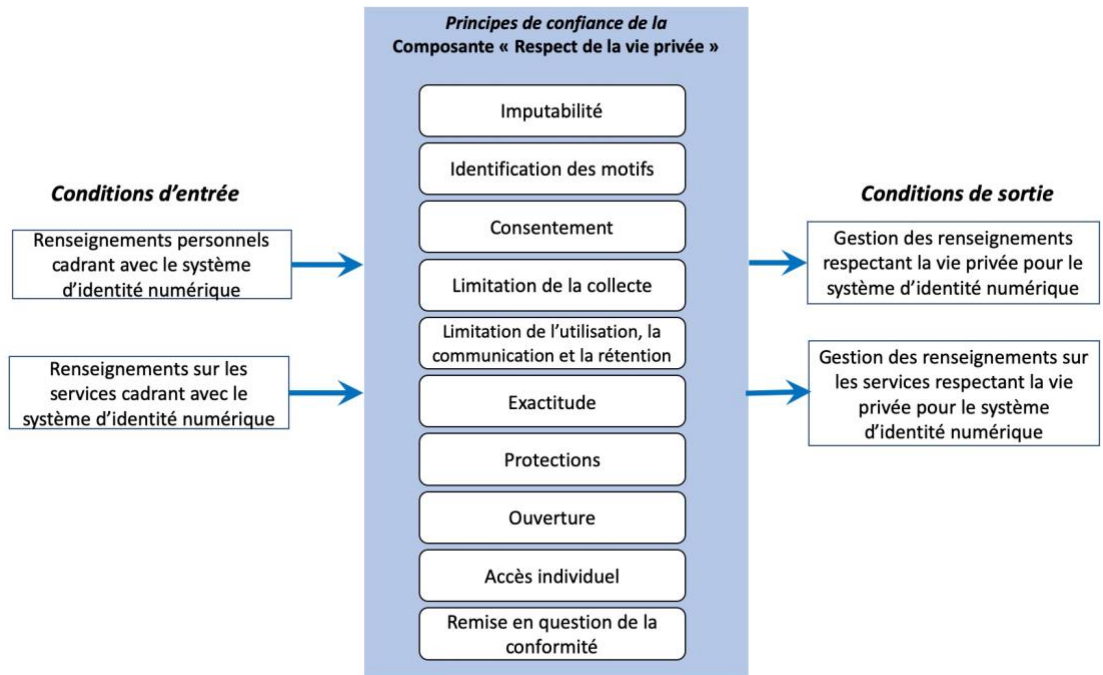 Principes de confiance de la
Composante « Respect de la vie privée »
Imputabilité
Identification des motifs
Consentement
Limitation de la collecte
Limitation de l'utilisation, la
communication et la rétention
Exactitude
Protections
Ouverture
Accès individuel
Remise en question de la
conformité
Conditions d'entrée
Renseignements personnels
cadrant avec le système
d'identité numérique
Renseignements sur les
services cadrant avec le
système d'identité numérique
Conditions de sortie
Gestion des renseignements
respectant la vie privée pour le
système d'identité numérique
Gestion des renseignements sur
les services respectant la vie
privée pour le système
d'identité numérique